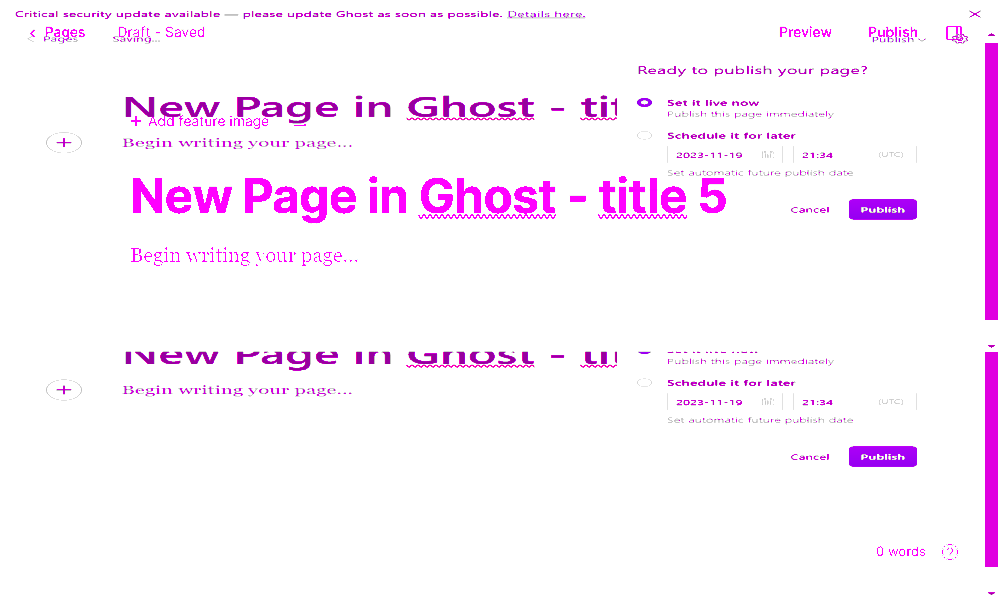 Critical security update available — please update Ghost as soon as possible. Details here.
Pages Draft - Saved Preview Publish
Pages Saving... Publish
Ready to publish your page?
New Page in Ghost - tit
Set it live now
Publish this page immediately
+ Add feature image
Schedule it for later
Begin writing your page...
2023-11-19 21:34 (UTC)
Set automatic future publish date
New Page in Ghost - title 5
Cancel Publish
Begin writing your page...
New Page in Ghost - tit
Set it live now
Publish this page immediately
Schedule it for later
Begin writing your page...
2023-11-19 21:34 (UTC)
Set automatic future publish date
Cancel Publish
0 words ?